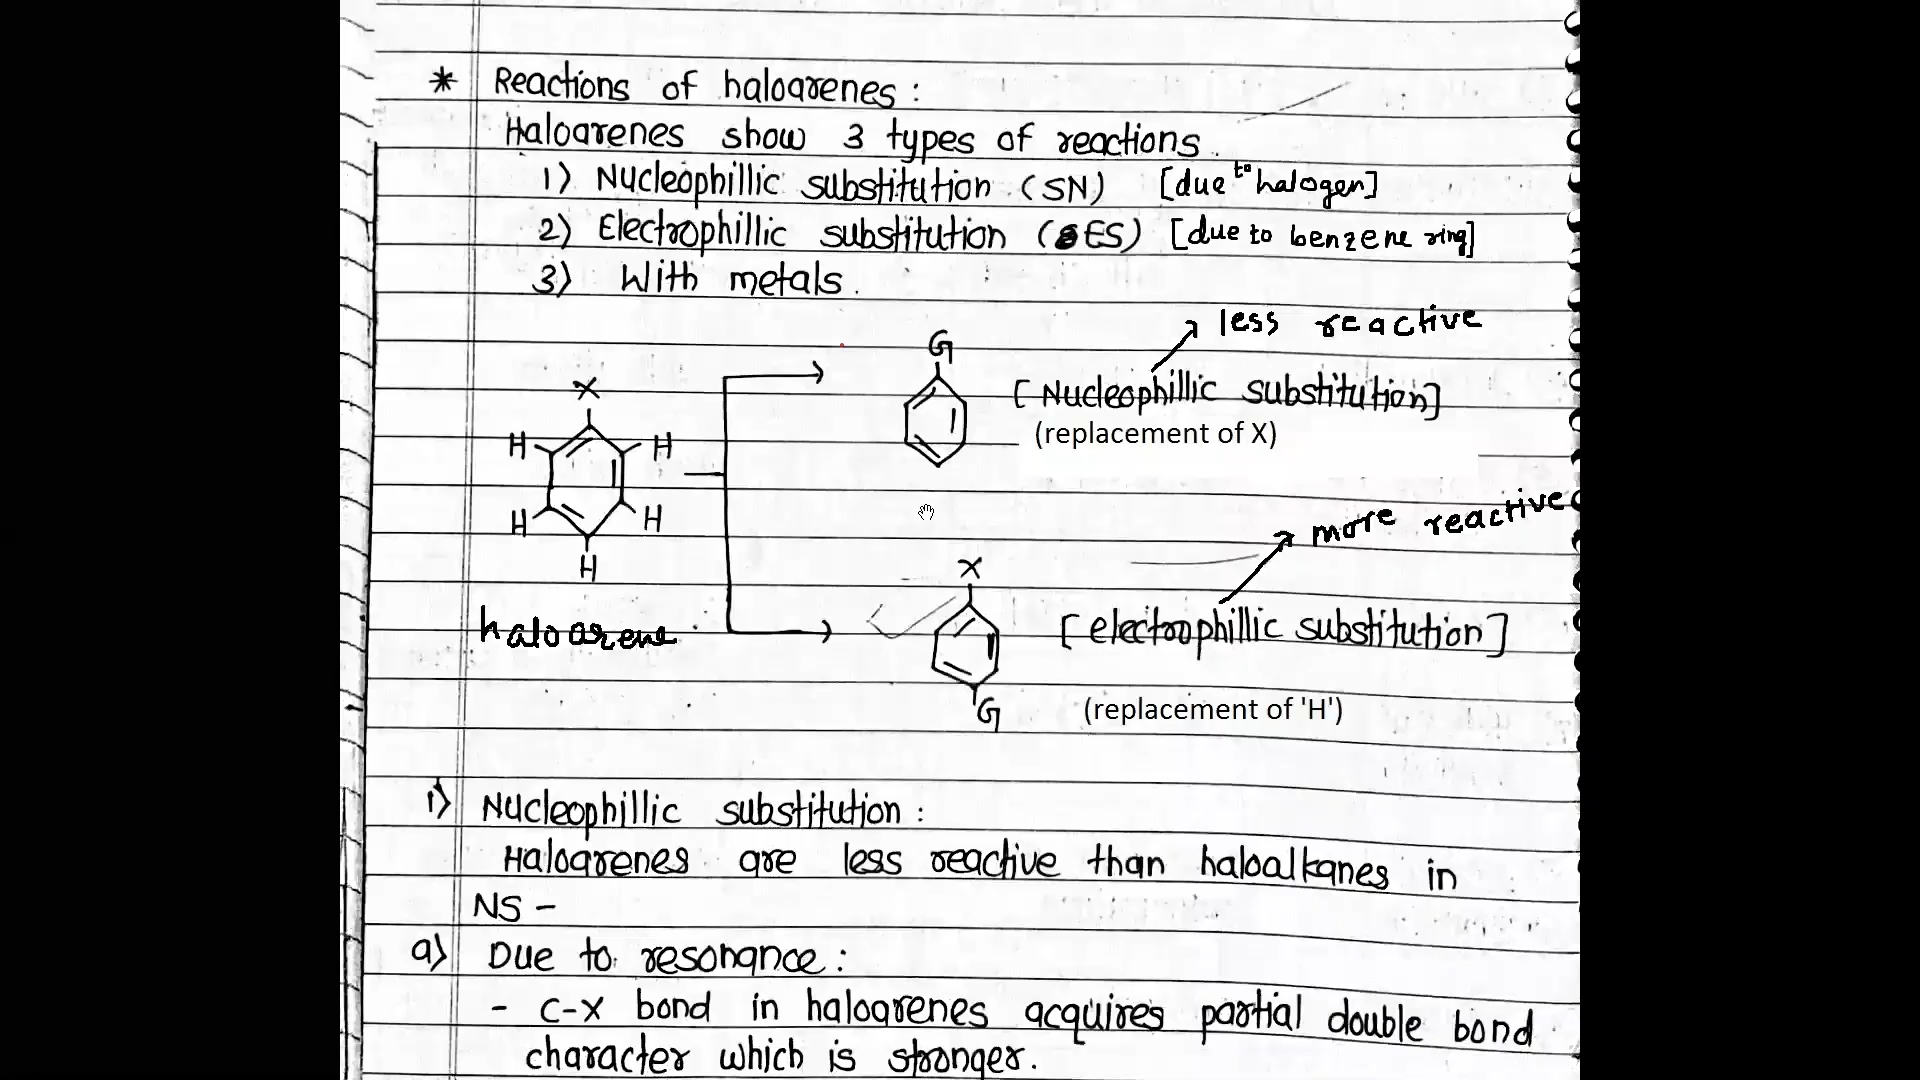 * Reactions of haloarenes :
Haloarenes show 3 types of reactions.
1) Nucleophillic substitution (SN) [due to halogen]
2) Electrophillic substitution (ES) [due to benzene ring]
3) With metals.
less reactive
G
[Nucleophillic substitution]
(replacement of X)
X
H H
H H
H
more reactive
X
haloarene
[electrophillic substitution]
G
(replacement of 'H')
1) Nucleophillic substitution :
Haloarenes are less reactive than haloalkanes in
NS -
a) Due to resonance :
- C-X bond in haloarenes acquires partial double bond
character which is stronger.